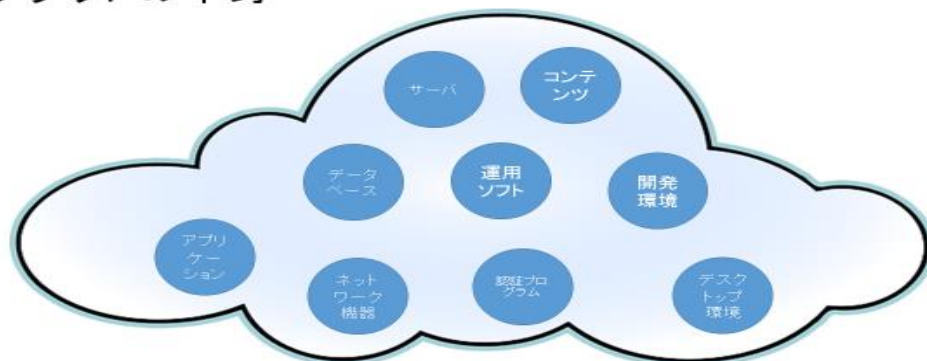 サーバ
コンテ
ンツ
データ
ベース
運用
ソフト
開発
環境
アプリ
ケー
ション
ネット
ワーク
機器
認証プロ
グラム
デスク
トップ
環境